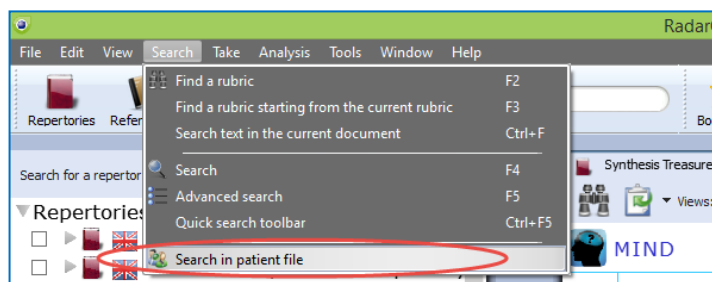 Radar
File Edit View Search Take Analysis Tools Window Help
Find a rubric F2
Find a rubric starting from the current rubric F3
Search text in the current document Ctrl+F
Search F4
Advanced search F5
Quick search toolbar Ctrl+F5
Search in patient file
Repertories Refer
Bo
Search for a repertor
Synthesis Treasure
Views:
Repertories
MIND